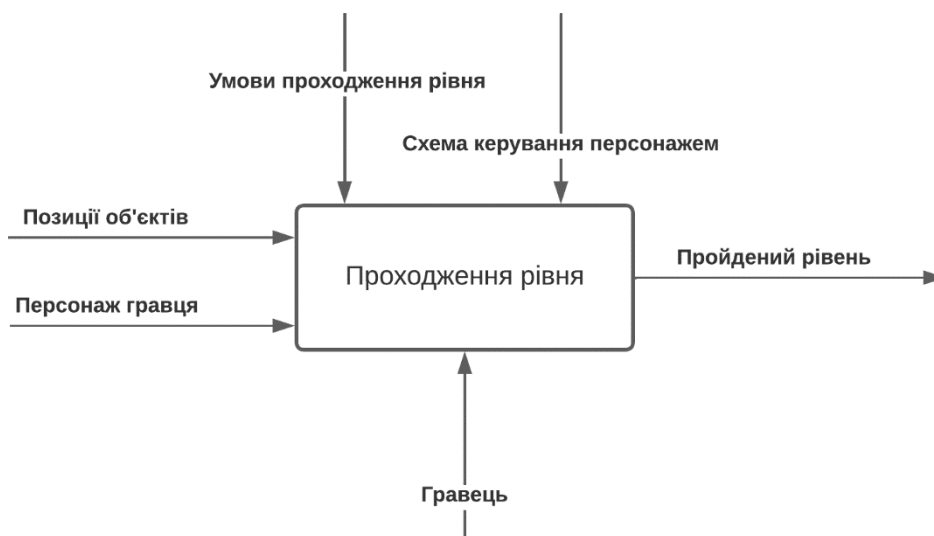 Умови проходження рівня
Схема керування персонажем
Позиції об'єктів
Пройдений рівень
Проходження рівня
Персонаж гравця
Гравець